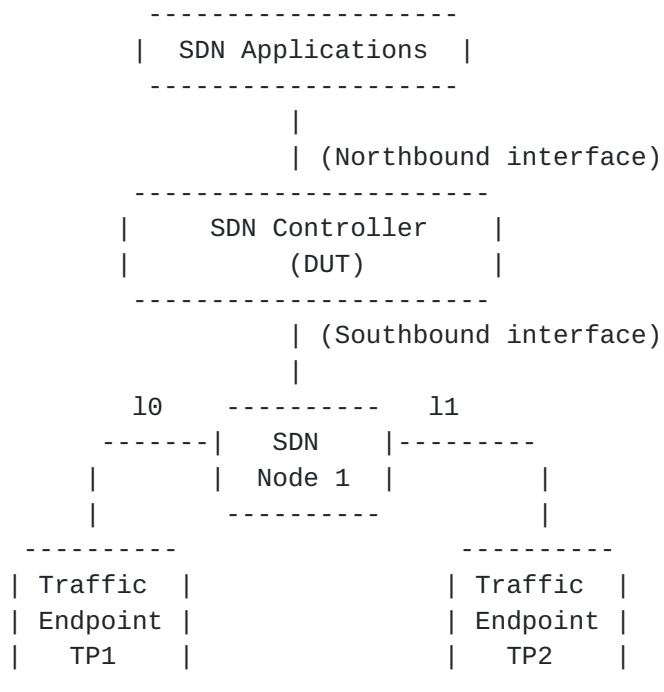 SDN Applications
(Northbound interface)
SDN Controller
(DUT)
(Southbound interface)
l0 l1
SDN
Node 1
Traffic Traffic
Endpoint Endpoint
TP1 TP2